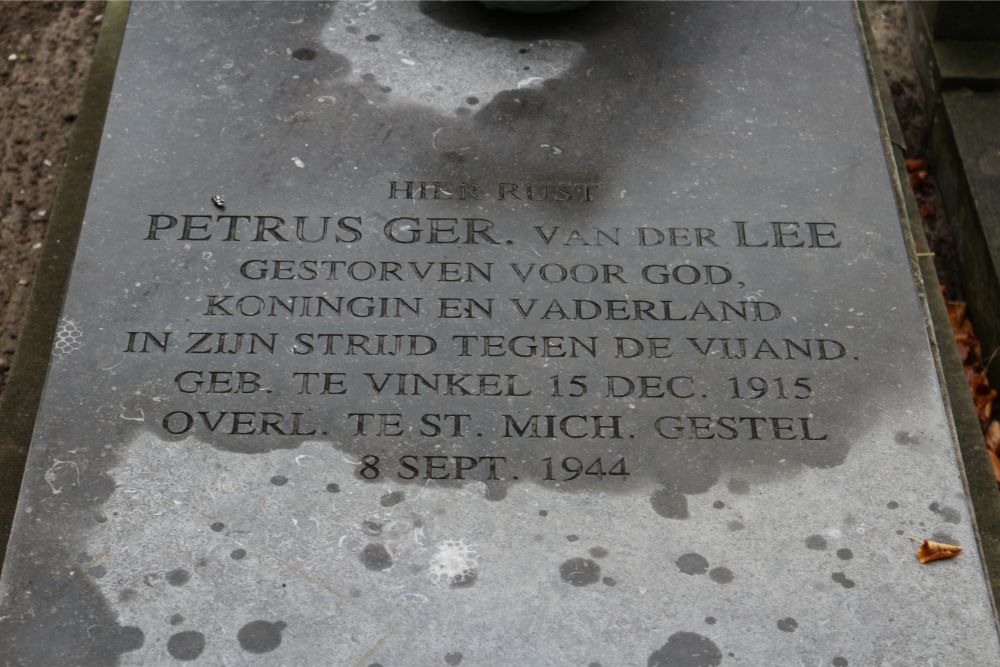 HIER RUST
PETRUS GER. VAN DER LEE
GESTORVEN VOOR GOD,
KONINGIN EN VADERLAND
IN ZIJN STRIJD TEGEN DE VIJAND.
GEB. TE VINKEL 15 DEC. 1915
OVERL. TE ST. MICH. GESTEL
8 SEPT. 1944